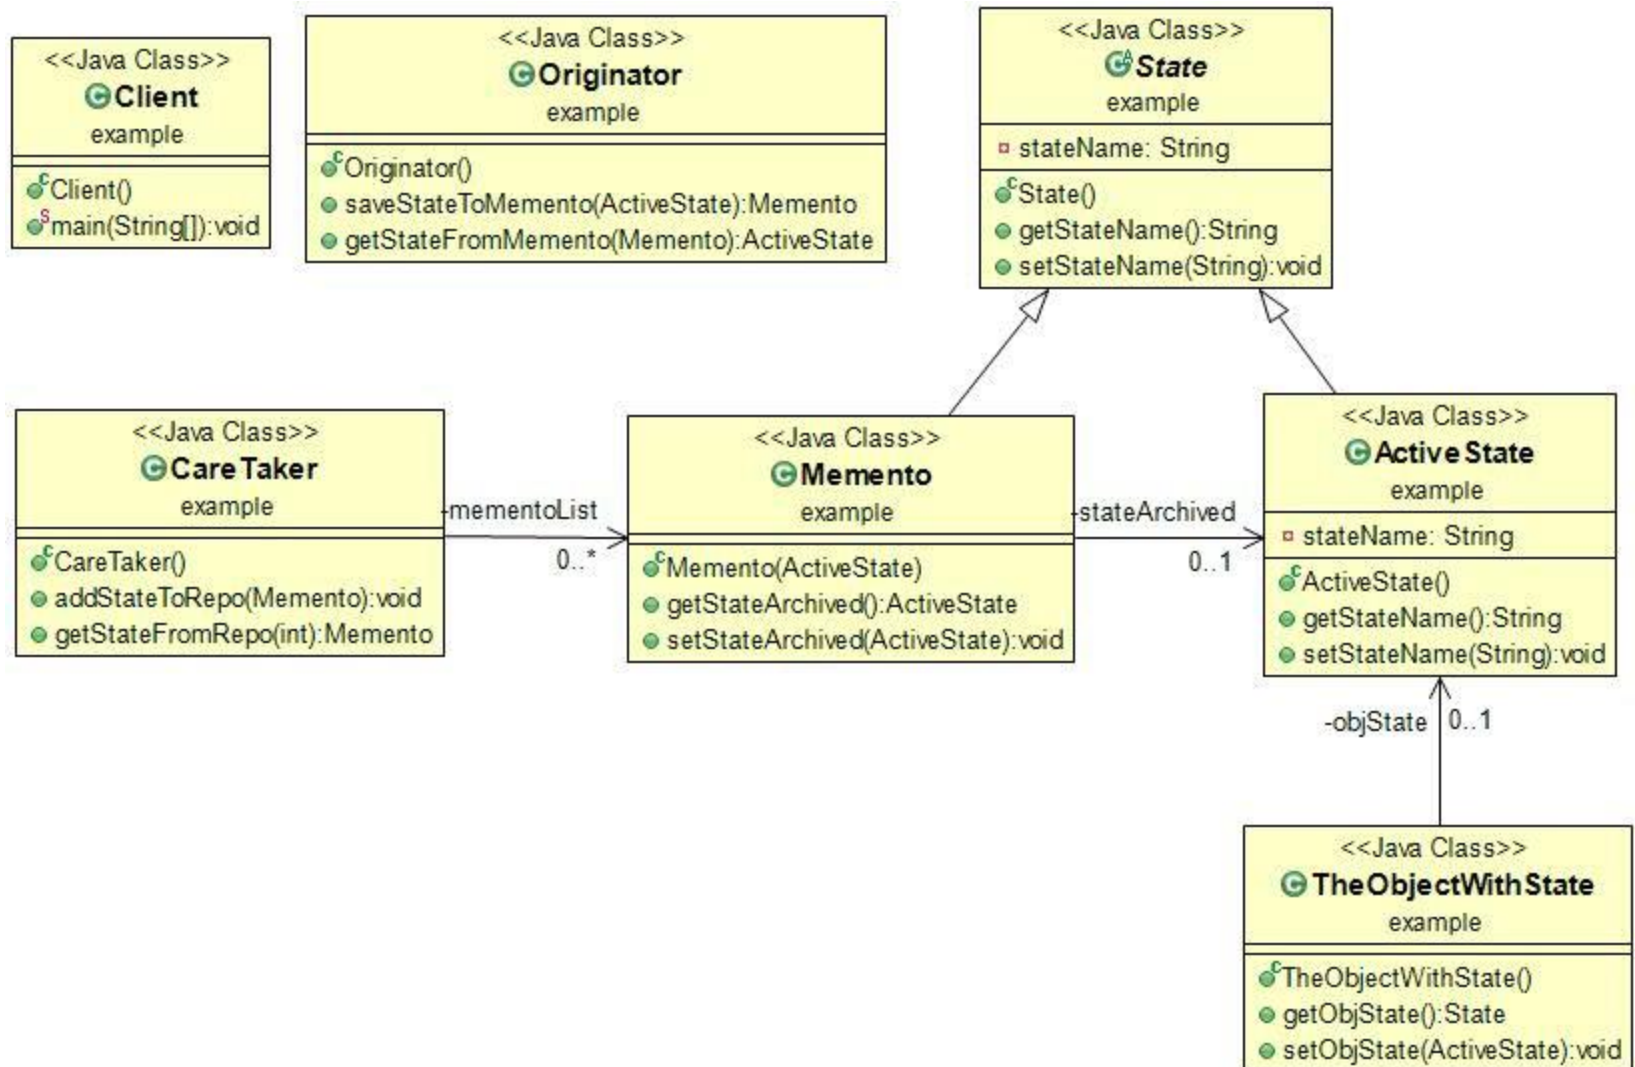 <<Java Class>>
Client
example
Client()
main(String[]):void
<<Java Class>>
Originator
example
Originator()
saveStateToMemento(ActiveState):Memento
getStateFromMemento(Memento):ActiveState
<<Java Class>>
State
example
stateName: String
State()
getStateName():String
setStateName(String):void
<<Java Class>>
CareTaker
example
CareTaker()
addStateToRepo(Memento):void
getStateFromRepo(int):Memento
-mementoList
0..*
<<Java Class>>
Memento
example
Memento(ActiveState)
getStateArchived():ActiveState
setStateArchived(ActiveState):void
-stateArchived
0..1
<<Java Class>>
ActiveState
example
stateName: String
ActiveState()
getStateName():String
setStateName(String):void
-objState
0..1
<<Java Class>>
TheObjectWithState
example
TheObjectWithState()
getObjState():State
setObjState(ActiveState):void